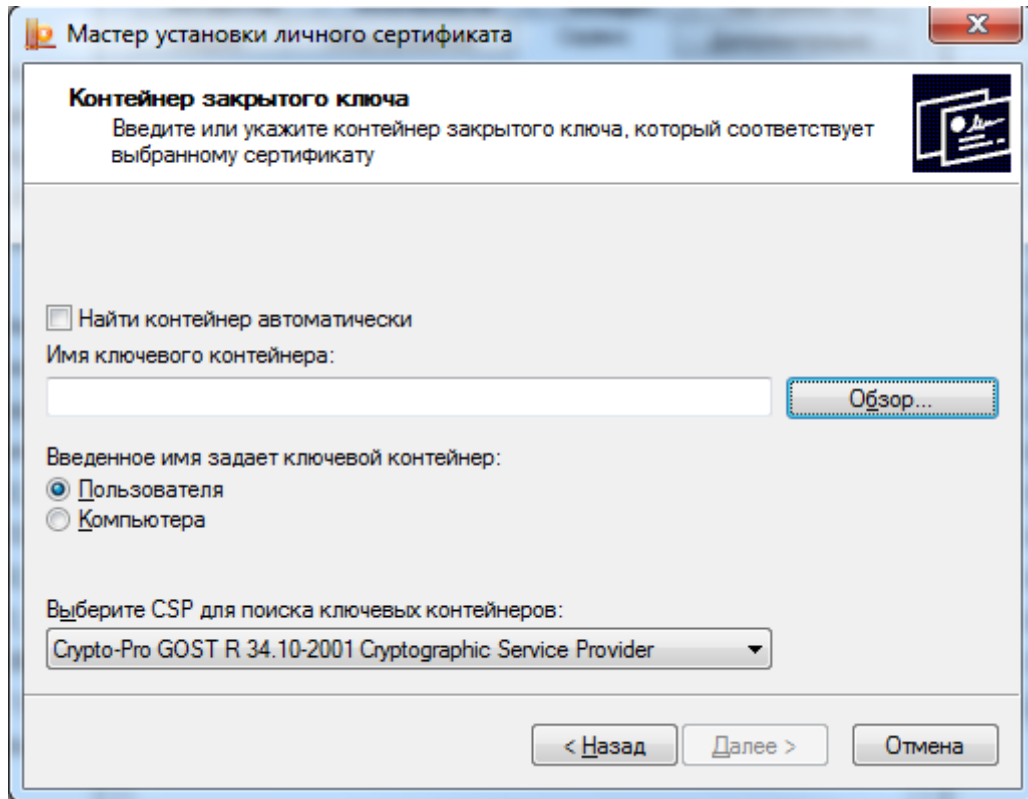 Мастер установки личного сертификата
Контейнер закрытого ключа
Введите или укажите контейнер закрытого ключа, который соответствует
выбранному сертификату
Найти контейнер автоматически
Имя ключевого контейнера:
Обзор...
Введенное имя задает ключевой контейнер:
Пользователя
Компьютера
Выберите CSP для поиска ключевых контейнеров:
Crypto-Pro GOST R 34.10-2001 Cryptographic Service Provider
< Назад
Далее >
Отмена